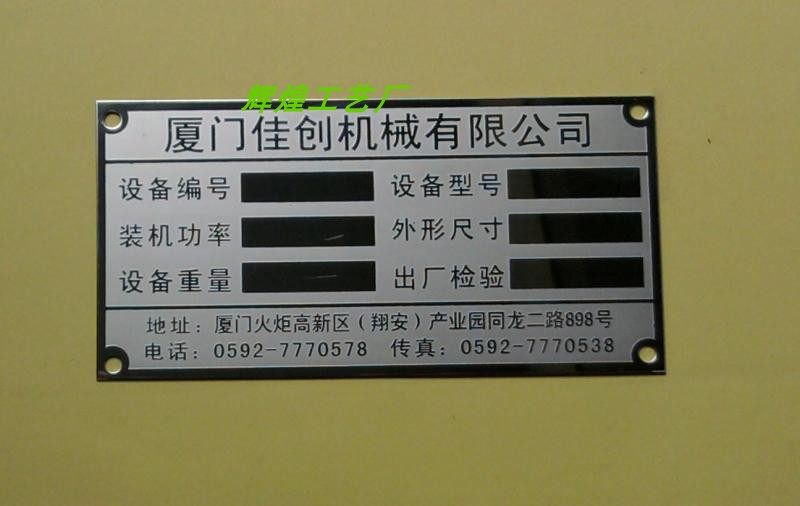 辉煌工艺厂
厦门佳创机械有限公司
设备编号 设备型号
装机功率 外形尺寸
设备重量 出厂检验
地址：厦门火炬高新区（翔安）产业园同龙二路898号
电话：0592-7770578 传真：0592-7770538